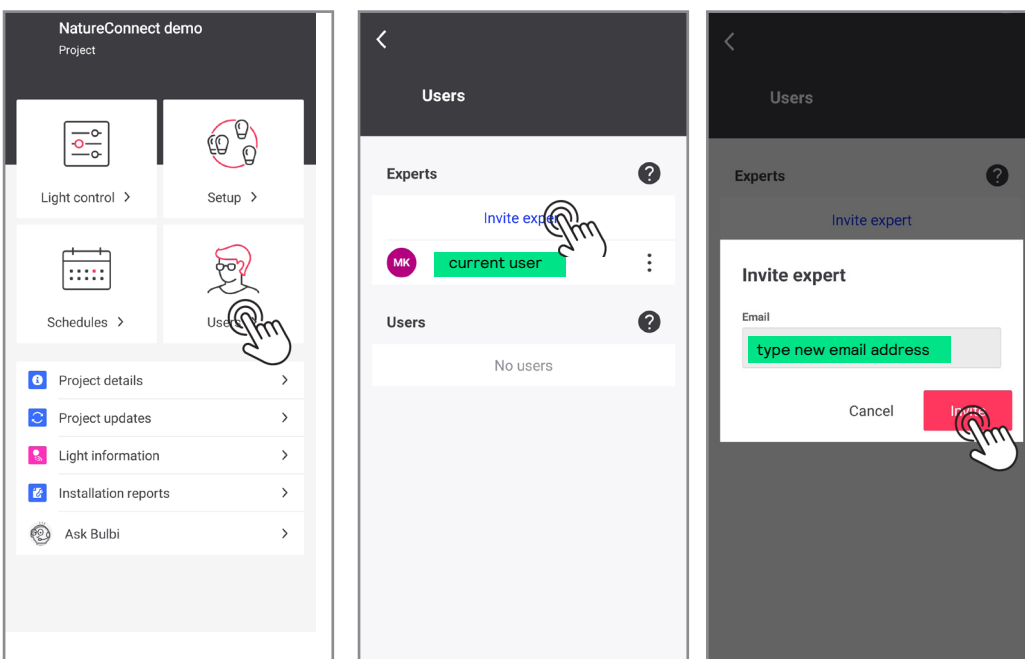 NatureConnect demo
Project
Light control
Setup
Schedules
Users
Project details
Project updates
Light information
Installation reports
Ask Bulbi
Users
Experts
?
Invite expert
MK
current user
Users
?
No users
Users
Experts
?
Invite expert
Invite expert
Email
type new email address
Cancel
Invite